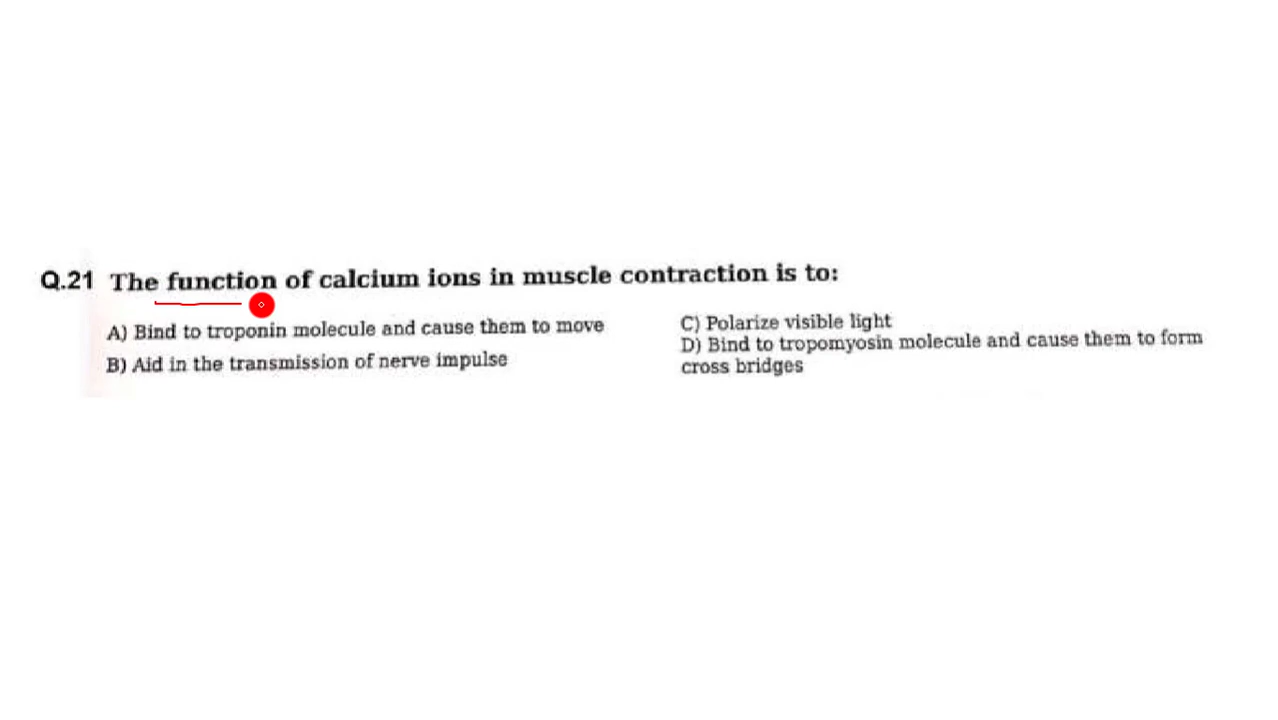 Q.21 The function of calcium ions in muscle contraction is to:
A) Bind to troponin molecule and cause them to move
B) Aid in the transmission of nerve impulse
C) Polarize visible light
D) Bind to tropomyosin molecule and cause them to form
cross bridges